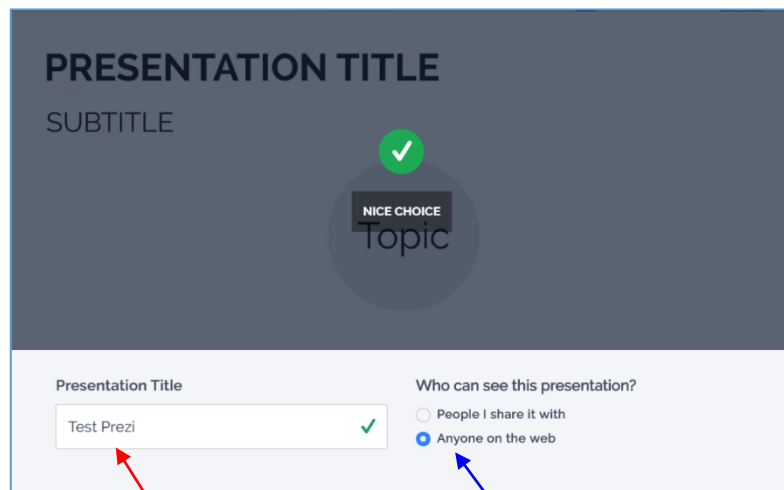 PRESENTATION TITLE
SUBTITLE
NICE CHOICE
Topic
Presentation Title
Test Prezi
Who can see this presentation?
People I share it with
Anyone on the web